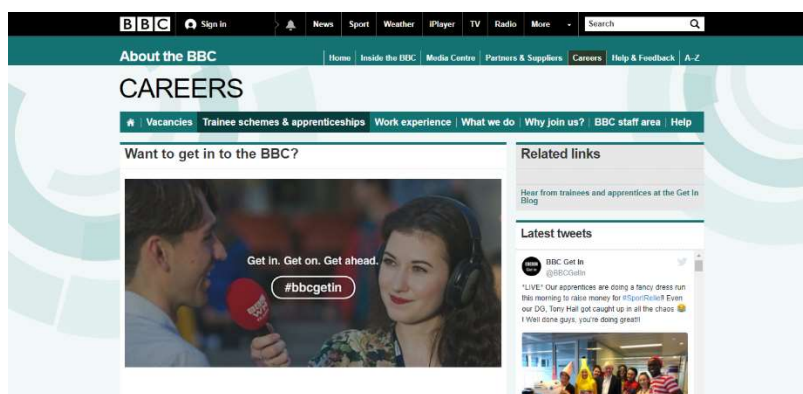 BBC Sign in News Sport Weather iPlayer TV Radio More Search
About the BBC
Home Inside the BBC Media Centre Partners & Suppliers Careers Help & Feedback A-Z
CAREERS
Vacancies Trainee schemes & apprenticeships Work experience What we do Why join us? BBC staff area Help
Want to get in to the BBC?
Get in. Get on. Get ahead.
#bbcgetin
Related links
Hear from trainees and apprentices at the Get In
Blog
Latest tweets
BBC Get In
@BBCGetIn
*LIVE* Our apprentices are doing a fancy dress run
this morning to raise money for #SportRelief! Even
our DG, Tony Hall got caught up in all the chaos 😂
! Well done guys, you're doing great!!